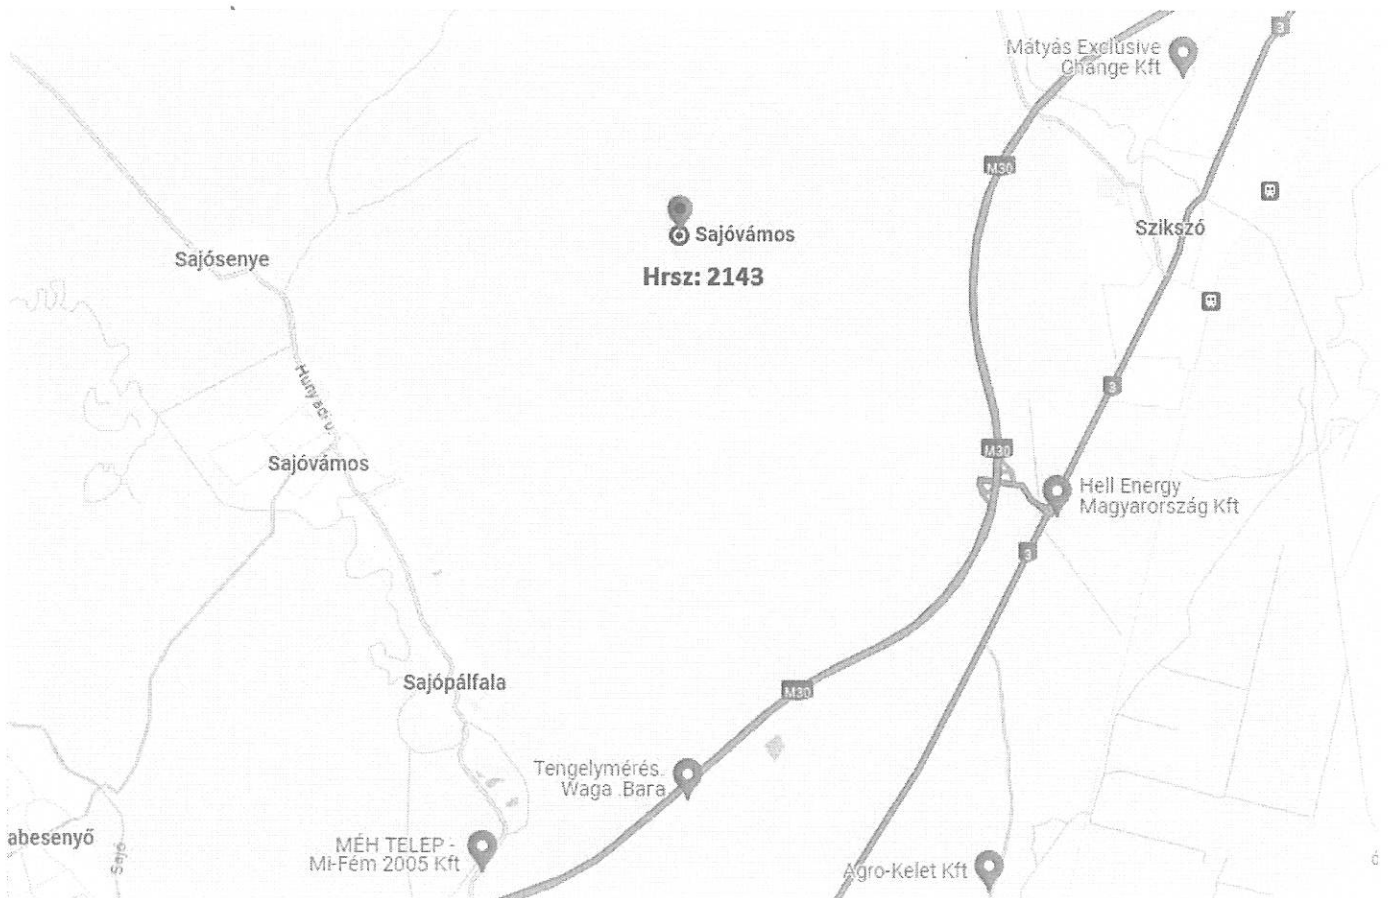 3
Mátyás Exclusive
Change Kft
M30
Sajóvámos
Szikszó
Sajósenye
Hrsz: 2143
3
Hunyadi u.
M30
Sajóvámos
Hell Energy
Magyarország Kft
3
Sajópálfala
M30
Tengelymérés.
Waga .Bara
abesenyő
MÉH TELEP -
Mi-Fém 2005 Kft
Sajó
Agro-Kelet Kft